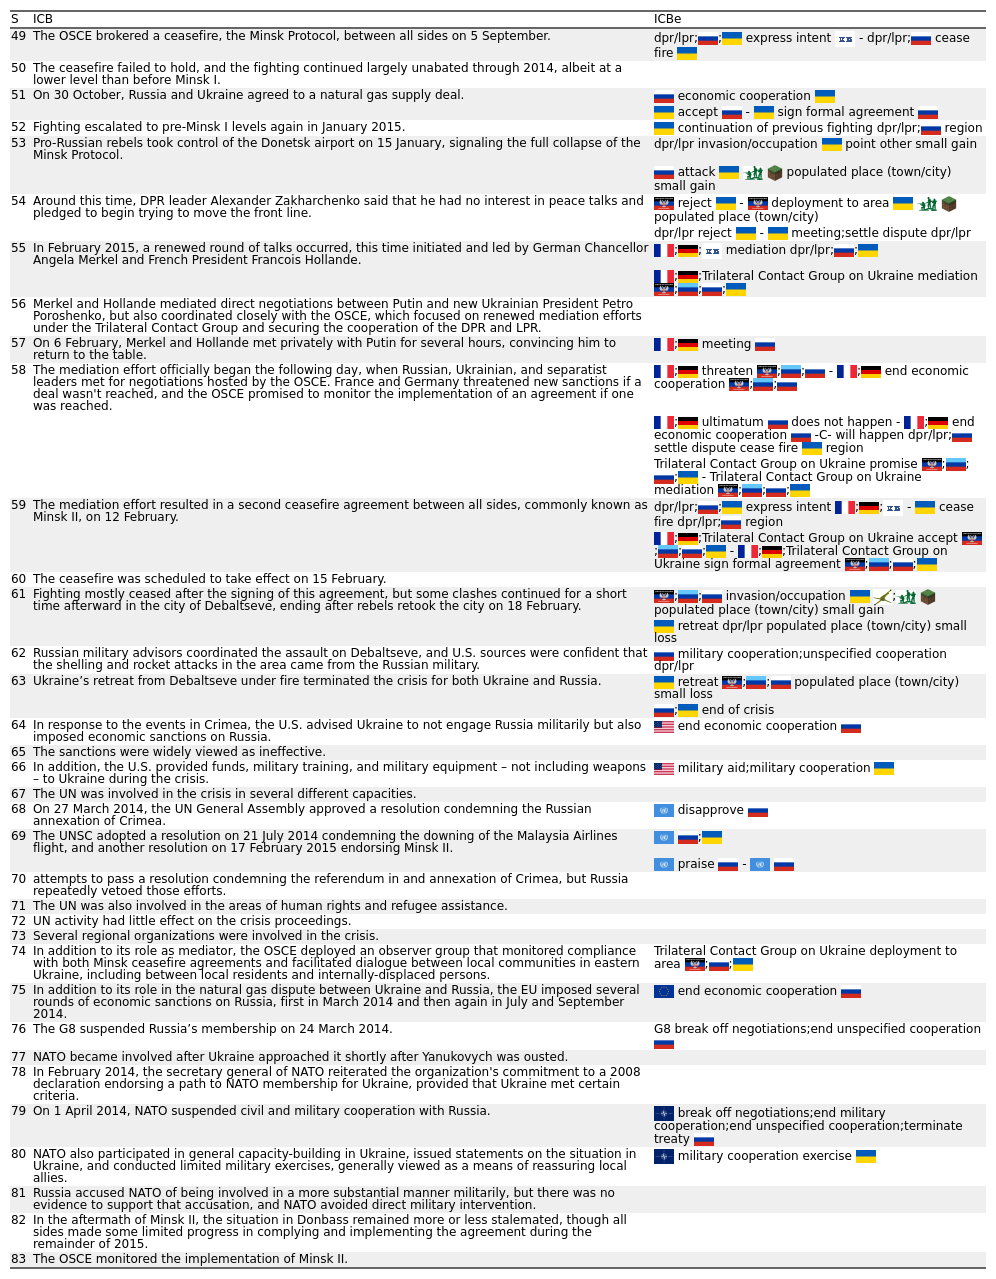 S ICB ICBe
49 The OSCE brokered a ceasefire, the Minsk Protocol, between all sides on 5 September.
dpr/lpr; ; express intent - dpr/lpr; cease
fire
50 The ceasefire failed to hold, and the fighting continued largely unabated through 2014, albeit at a
lower level than before Minsk I.
51 On 30 October, Russia and Ukraine agreed to a natural gas supply deal.
economic cooperation
accept - sign formal agreement
52 Fighting escalated to pre-Minsk I levels again in January 2015.
continuation of previous fighting dpr/lpr; region
53 Pro-Russian rebels took control of the Donetsk airport on 15 January, signaling the full collapse of the
Minsk Protocol.
dpr/lpr invasion/occupation point other small gain
attack populated place (town/city)
small gain
54 Around this time, DPR leader Alexander Zakharchenko said that he had no interest in peace talks and
pledged to begin trying to move the front line.
reject - deployment to area
populated place (town/city)
dpr/lpr reject - meeting;settle dispute dpr/lpr
55 In February 2015, a renewed round of talks occurred, this time initiated and led by German Chancellor
Angela Merkel and French President Francois Hollande.
; ; mediation dpr/lpr; ;
; ;Trilateral Contact Group on Ukraine mediation
; ; ;
56 Merkel and Hollande mediated direct negotiations between Putin and new Ukrainian President Petro
Poroshenko, but also coordinated closely with the OSCE, which focused on renewed mediation efforts
under the Trilateral Contact Group and securing the cooperation of the DPR and LPR.
57 On 6 February, Merkel and Hollande met privately with Putin for several hours, convincing him to
return to the table.
; meeting
58 The mediation effort officially began the following day, when Russian, Ukrainian, and separatist
leaders met for negotiations hosted by the OSCE. France and Germany threatened new sanctions if a
deal wasn't reached, and the OSCE promised to monitor the implementation of an agreement if one
was reached.
; threaten ; ; - ; end economic
cooperation ; ;
; ultimatum does not happen - ; end
economic cooperation -C- will happen dpr/lpr;
settle dispute cease fire region
Trilateral Contact Group on Ukraine promise ; ;
; - Trilateral Contact Group on Ukraine
mediation ; ; ;
59 The mediation effort resulted in a second ceasefire agreement between all sides, commonly known as
Minsk II, on 12 February.
dpr/lpr; ; express intent ; ; - cease
fire dpr/lpr; region
; ;Trilateral Contact Group on Ukraine accept
; ; ; - ; ;Trilateral Contact Group on
Ukraine sign formal agreement ; ; ;
60 The ceasefire was scheduled to take effect on 15 February.
61 Fighting mostly ceased after the signing of this agreement, but some clashes continued for a short
time afterward in the city of Debaltseve, ending after rebels retook the city on 18 February.
; ; invasion/occupation ;
populated place (town/city) small gain
retreat dpr/lpr populated place (town/city) small
loss
62 Russian military advisors coordinated the assault on Debaltseve, and U.S. sources were confident that
the shelling and rocket attacks in the area came from the Russian military.
military cooperation;unspecified cooperation
dpr/lpr
63 Ukraine’s retreat from Debaltseve under fire terminated the crisis for both Ukraine and Russia.
retreat ; ; populated place (town/city)
small loss
; end of crisis
64 In response to the events in Crimea, the U.S. advised Ukraine to not engage Russia militarily but also
imposed economic sanctions on Russia.
end economic cooperation
65 The sanctions were widely viewed as ineffective.
66 In addition, the U.S. provided funds, military training, and military equipment – not including weapons
– to Ukraine during the crisis.
military aid;military cooperation
67 The UN was involved in the crisis in several different capacities.
68 On 27 March 2014, the UN General Assembly approved a resolution condemning the Russian
annexation of Crimea.
disapprove
69 The UNSC adopted a resolution on 21 July 2014 condemning the downing of the Malaysia Airlines
flight, and another resolution on 17 February 2015 endorsing Minsk II.
;
praise -
70 attempts to pass a resolution condemning the referendum in and annexation of Crimea, but Russia
repeatedly vetoed those efforts.
71 The UN was also involved in the areas of human rights and refugee assistance.
72 UN activity had little effect on the crisis proceedings.
73 Several regional organizations were involved in the crisis.
74 In addition to its role as mediator, the OSCE deployed an observer group that monitored compliance
with both Minsk ceasefire agreements and facilitated dialogue between local communities in eastern
Ukraine, including between local residents and internally-displaced persons.
Trilateral Contact Group on Ukraine deployment to
area ; ;
75 In addition to its role in the natural gas dispute between Ukraine and Russia, the EU imposed several
rounds of economic sanctions on Russia, first in March 2014 and then again in July and September
2014.
end economic cooperation
76 The G8 suspended Russia’s membership on 24 March 2014.
G8 break off negotiations;end unspecified cooperation
77 NATO became involved after Ukraine approached it shortly after Yanukovych was ousted.
78 In February 2014, the secretary general of NATO reiterated the organization's commitment to a 2008
declaration endorsing a path to NATO membership for Ukraine, provided that Ukraine met certain
criteria.
79 On 1 April 2014, NATO suspended civil and military cooperation with Russia.
break off negotiations;end military
cooperation;end unspecified cooperation;terminate
treaty
80 NATO also participated in general capacity-building in Ukraine, issued statements on the situation in
Ukraine, and conducted limited military exercises, generally viewed as a means of reassuring local
allies.
military cooperation exercise
81 Russia accused NATO of being involved in a more substantial manner militarily, but there was no
evidence to support that accusation, and NATO avoided direct military intervention.
82 In the aftermath of Minsk II, the situation in Donbass remained more or less stalemated, though all
sides made some limited progress in complying and implementing the agreement during the
remainder of 2015.
83 The OSCE monitored the implementation of Minsk II.